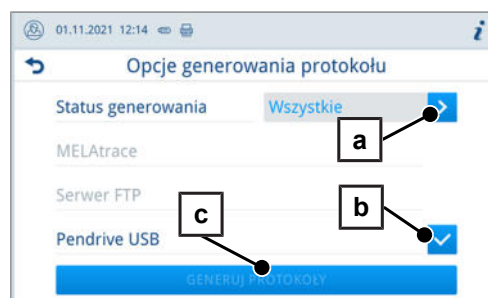 01.11.2021 12:14
Opcje generowania protokołu
Status generowania Wszystkie
a
MELAtrace
Serwer FTP
b
c
Pendrive USB
GENERUJ PROTOKOŁY